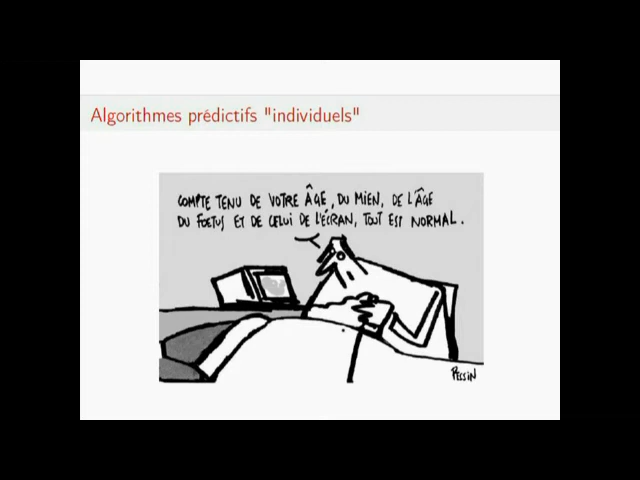 Algorithmes prédictifs "individuels"
COMPTE TENU DE VOTRE ÂGE, DU MIEN, DE L'ÂGE
DU FOETUS ET DE CELUI DE L'ÉCRAN, TOUT EST NORMAL.
PESSIN